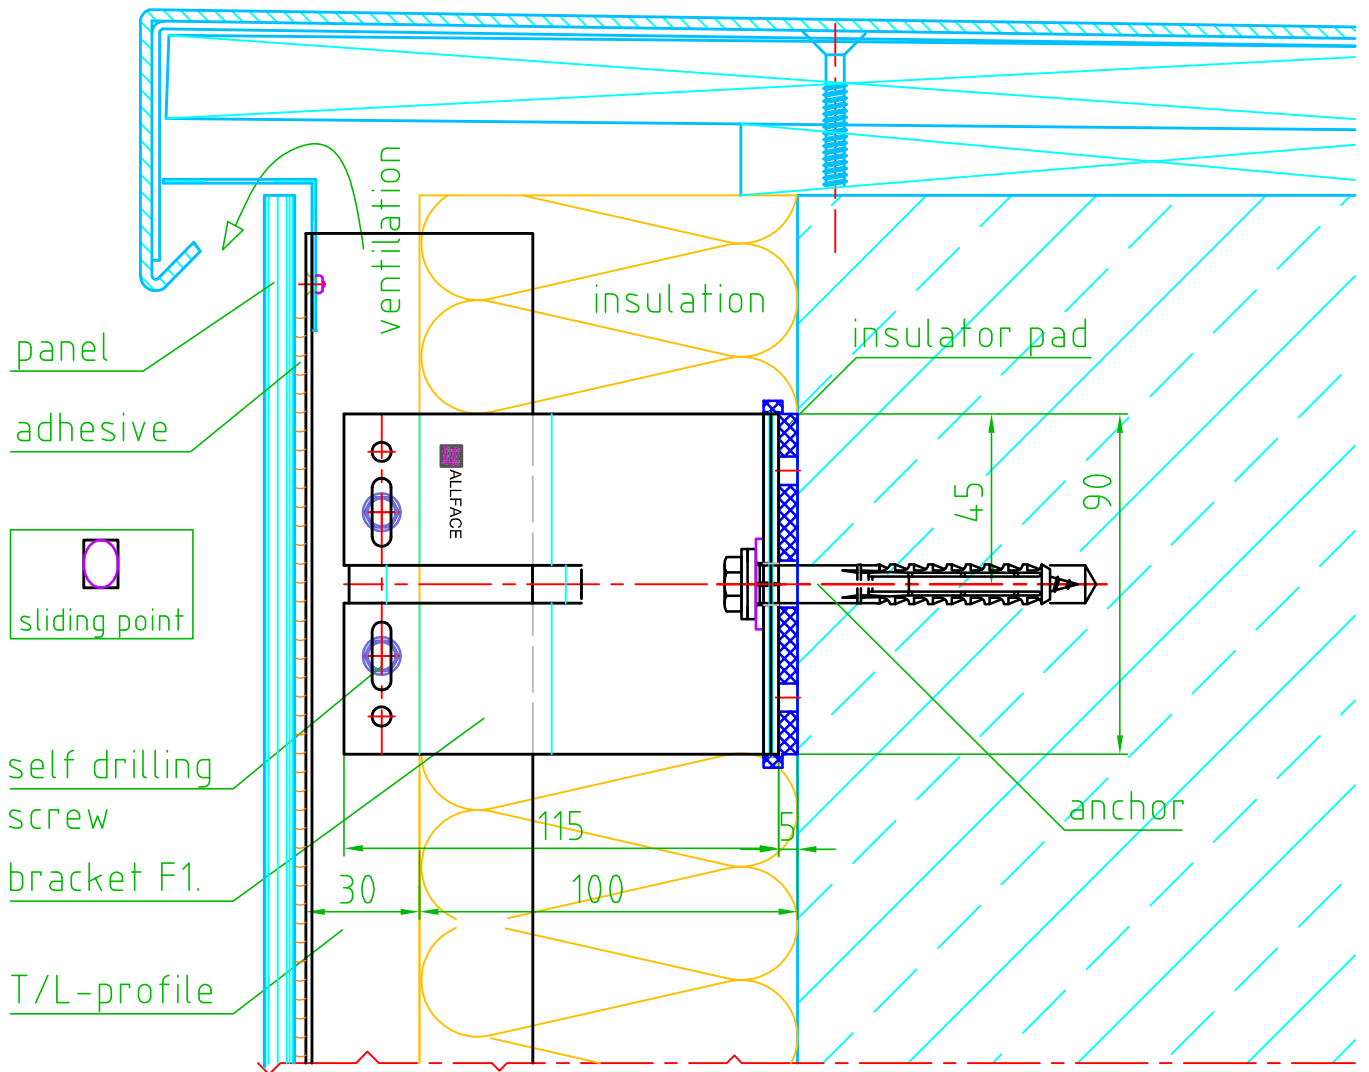 ventilation
insulation
insulator pad
panel
adhesive
ALLFACE
45
90
sliding point
self drilling
screw
anchor
115
5
bracket F1.
30
100
T/L-profile